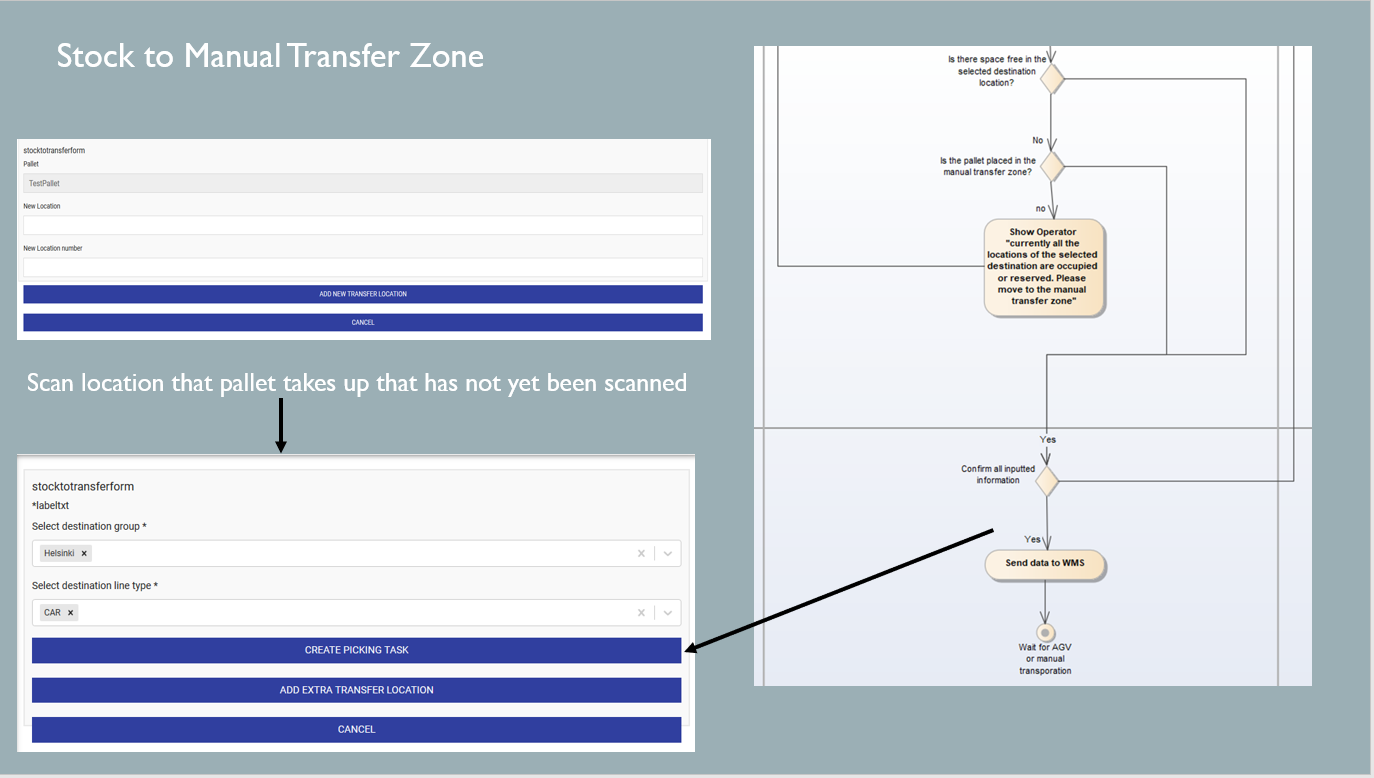 Stock to Manual Transfer Zone
stocktotransferform
Pallet
TestPallet
New Location
New Location number
ADD NEW TRANSFER LOCATION
CANCEL
Scan location that pallet takes up that has not yet been scanned
stocktotransferform
*labeltxt
Select destination group *
Helsinki ×
Select destination line type *
CAR ×
CREATE PICKING TASK
ADD EXTRA TRANSFER LOCATION
CANCEL
Is there space free in the
selected destination
location?
No
Is the pallet placed in the
manual transfer zone?
no
Show Operator
"currently all the
locations of the selected
destination are occupied
or reserved. Please
move to the manual
transfer zone"
Yes
Confirm all inputted
information
Yes
Send data to WMS
Wait for AGV
or manual
transporation